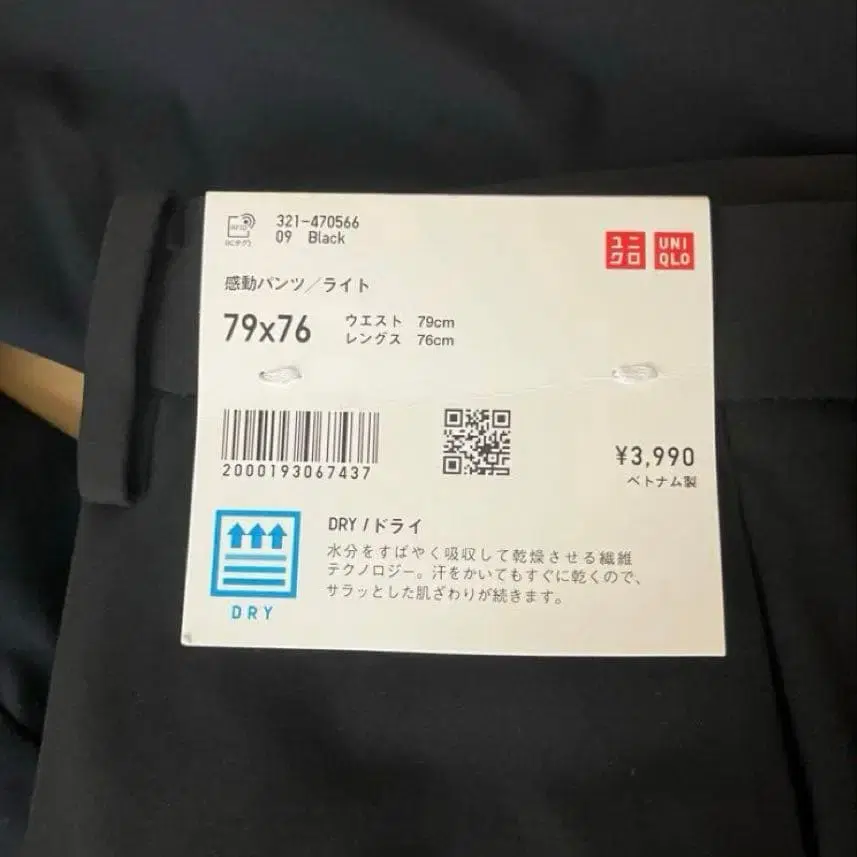 RFID
ICタグ
321-470566
09 Black
ユニクロ
UNIQLO
感動パンツ/ライト
79x76
ウエスト 79cm
レングス 76cm
2000193067437
¥3,990
ベトナム製
DRY /ドライ
水分をすばやく吸収して乾燥させる繊維
テクノロジー。汗をかいてもすぐに乾くので、
サラッとした肌ざわりが続きます。
DRY